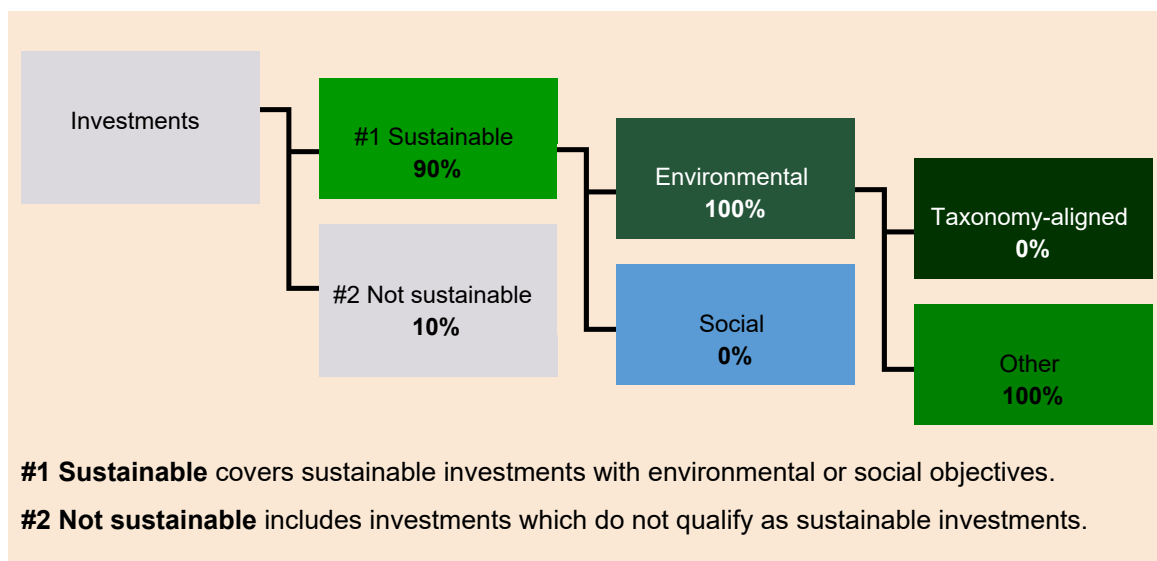 Investments
#1 Sustainable
90%
#2 Not sustainable
10%
Environmental
100%
Social
0%
Taxonomy-aligned
0%
Other
100%
#1 Sustainable covers sustainable investments with environmental or social objectives.
#2 Not sustainable includes investments which do not qualify as sustainable investments.